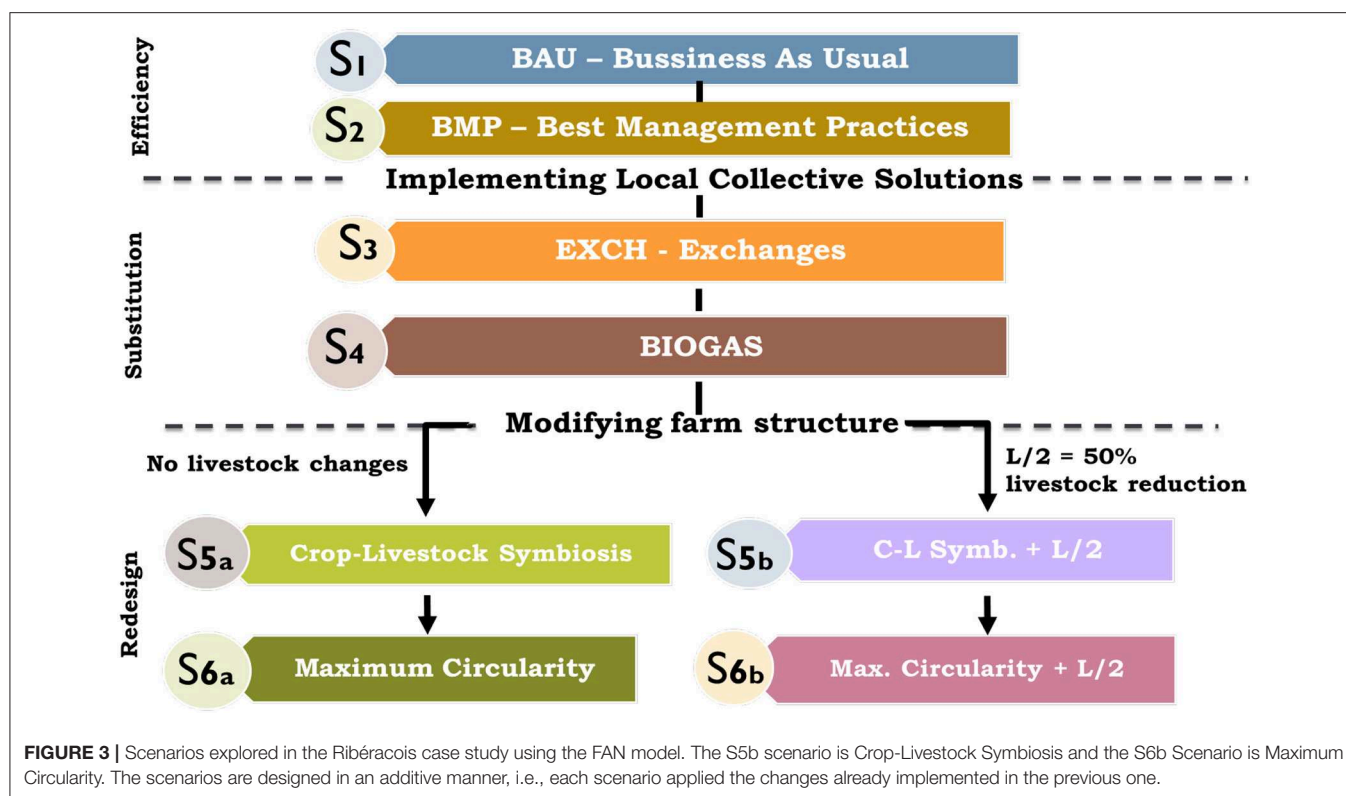 Efficiency
S1
BAU – Bussiness As Usual
S2
BMP – Best Management Practices
Implementing Local Collective Solutions
Substitution
S3
EXCH - Exchanges
S4
BIOGAS
Modifying farm structure
No livestock changes
L/2 = 50%
livestock reduction
Redesign
S5a
Crop-Livestock Symbiosis
S5b
C-L Symb. + L/2
S6a
Maximum Circularity
S6b
Max. Circularity + L/2
FIGURE 3 | Scenarios explored in the Ribéracois case study using the FAN model. The S5b scenario is Crop-Livestock Symbiosis and the S6b Scenario is Maximum
Circularity. The scenarios are designed in an additive manner, i.e., each scenario applied the changes already implemented in the previous one.